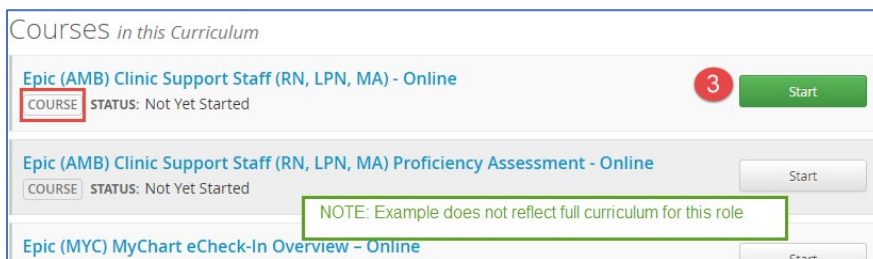 Courses in this Curriculum
Epic (AMB) Clinic Support Staff (RN, LPN, MA) - Online
COURSE STATUS: Not Yet Started
3
Start
Epic (AMB) Clinic Support Staff (RN, LPN, MA) Proficiency Assessment - Online
COURSE STATUS: Not Yet Started
Start
NOTE: Example does not reflect full curriculum for this role
Epic (MYC) MyChart eCheck-In Overview – Online
Start